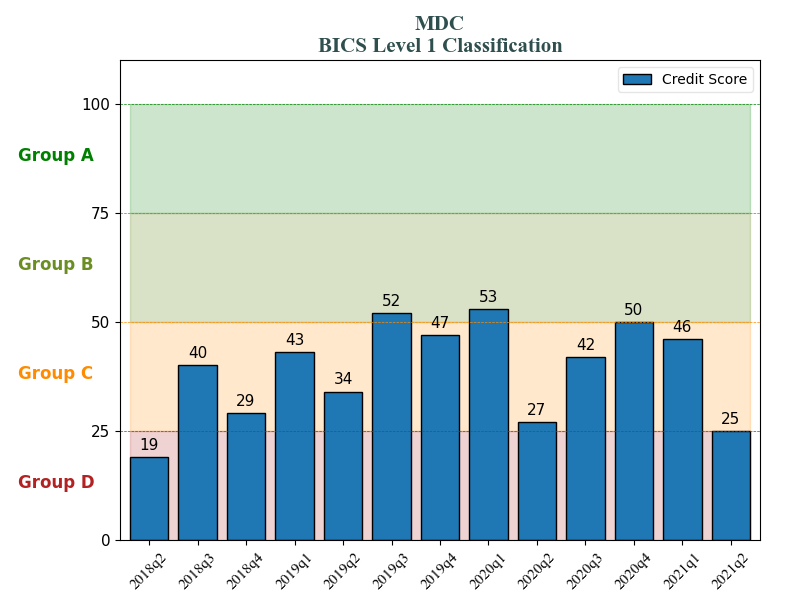 MDC
BICS Level 1 Classification
Credit Score
100
Group A
75
Group B
50
Group C
25
Group D
0
19
40
29
43
34
52
47
53
27
42
50
46
25
2018q2
2018q3
2018q4
2019q1
2019q2
2019q3
2019q4
2020q1
2020q2
2020q3
2020q4
2021q1
2021q2